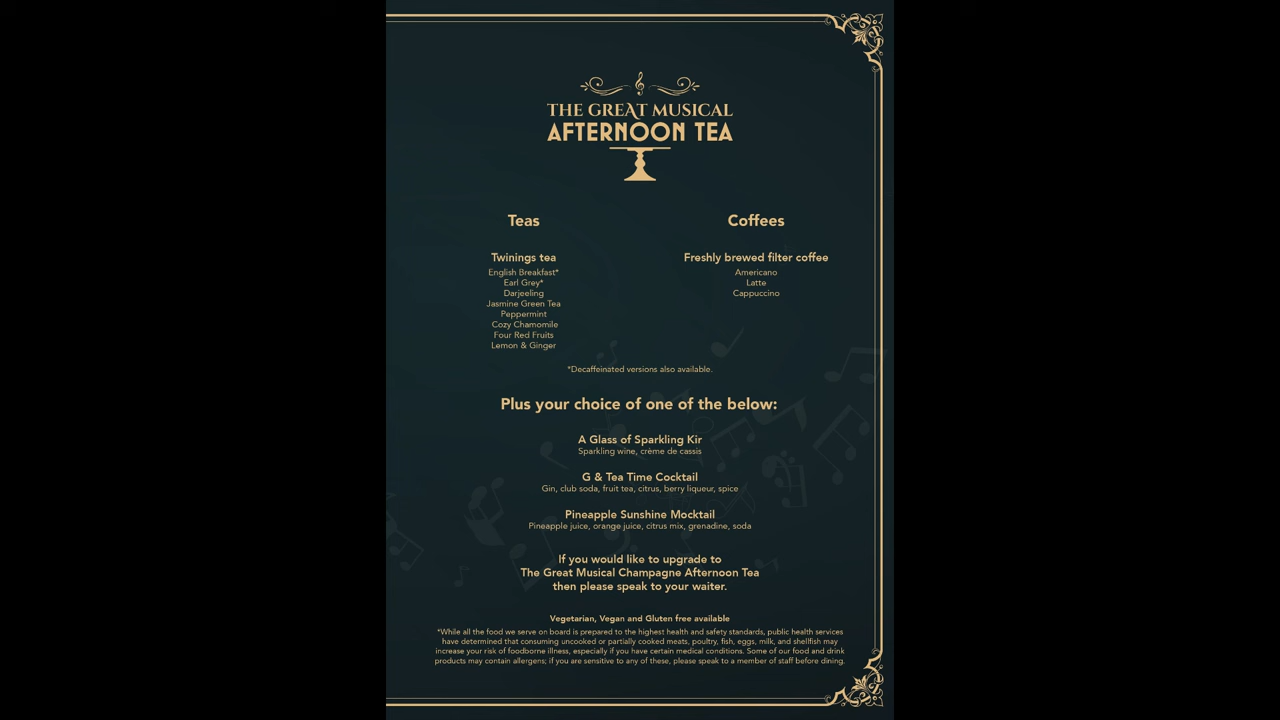 THE GREAT MUSICAL
AFTERNOON TEA
Teas
Twinings tea
English Breakfast*
Earl Grey*
Darjeeling
Jasmine Green Tea
Peppermint
Cozy Chamomile
Four Red Fruits
Lemon & Ginger
Coffees
Freshly brewed filter coffee
Americano
Latte
Cappuccino
*Decaffeinated versions also available.
Plus your choice of one of the below:
A Glass of Sparkling Kir
Sparkling wine, crème de cassis
G & Tea Time Cocktail
Gin, club soda, fruit tea, citrus, berry liqueur, spice
Pineapple Sunshine Mocktail
Pineapple juice, orange juice, citrus mix, grenadine, soda
If you would like to upgrade to
The Great Musical Champagne Afternoon Tea
then please speak to your waiter.
Vegetarian, Vegan and Gluten free available
*While all the food we serve on board is prepared to the highest health and safety standards, public health services
have determined that consuming uncooked or partially cooked meats, poultry, fish, eggs, milk, and shellfish may
increase your risk of foodborne illness, especially if you have certain medical conditions. Some of our food and drink
products may contain allergens; if you are sensitive to any of these, please speak to a member of staff before dining.